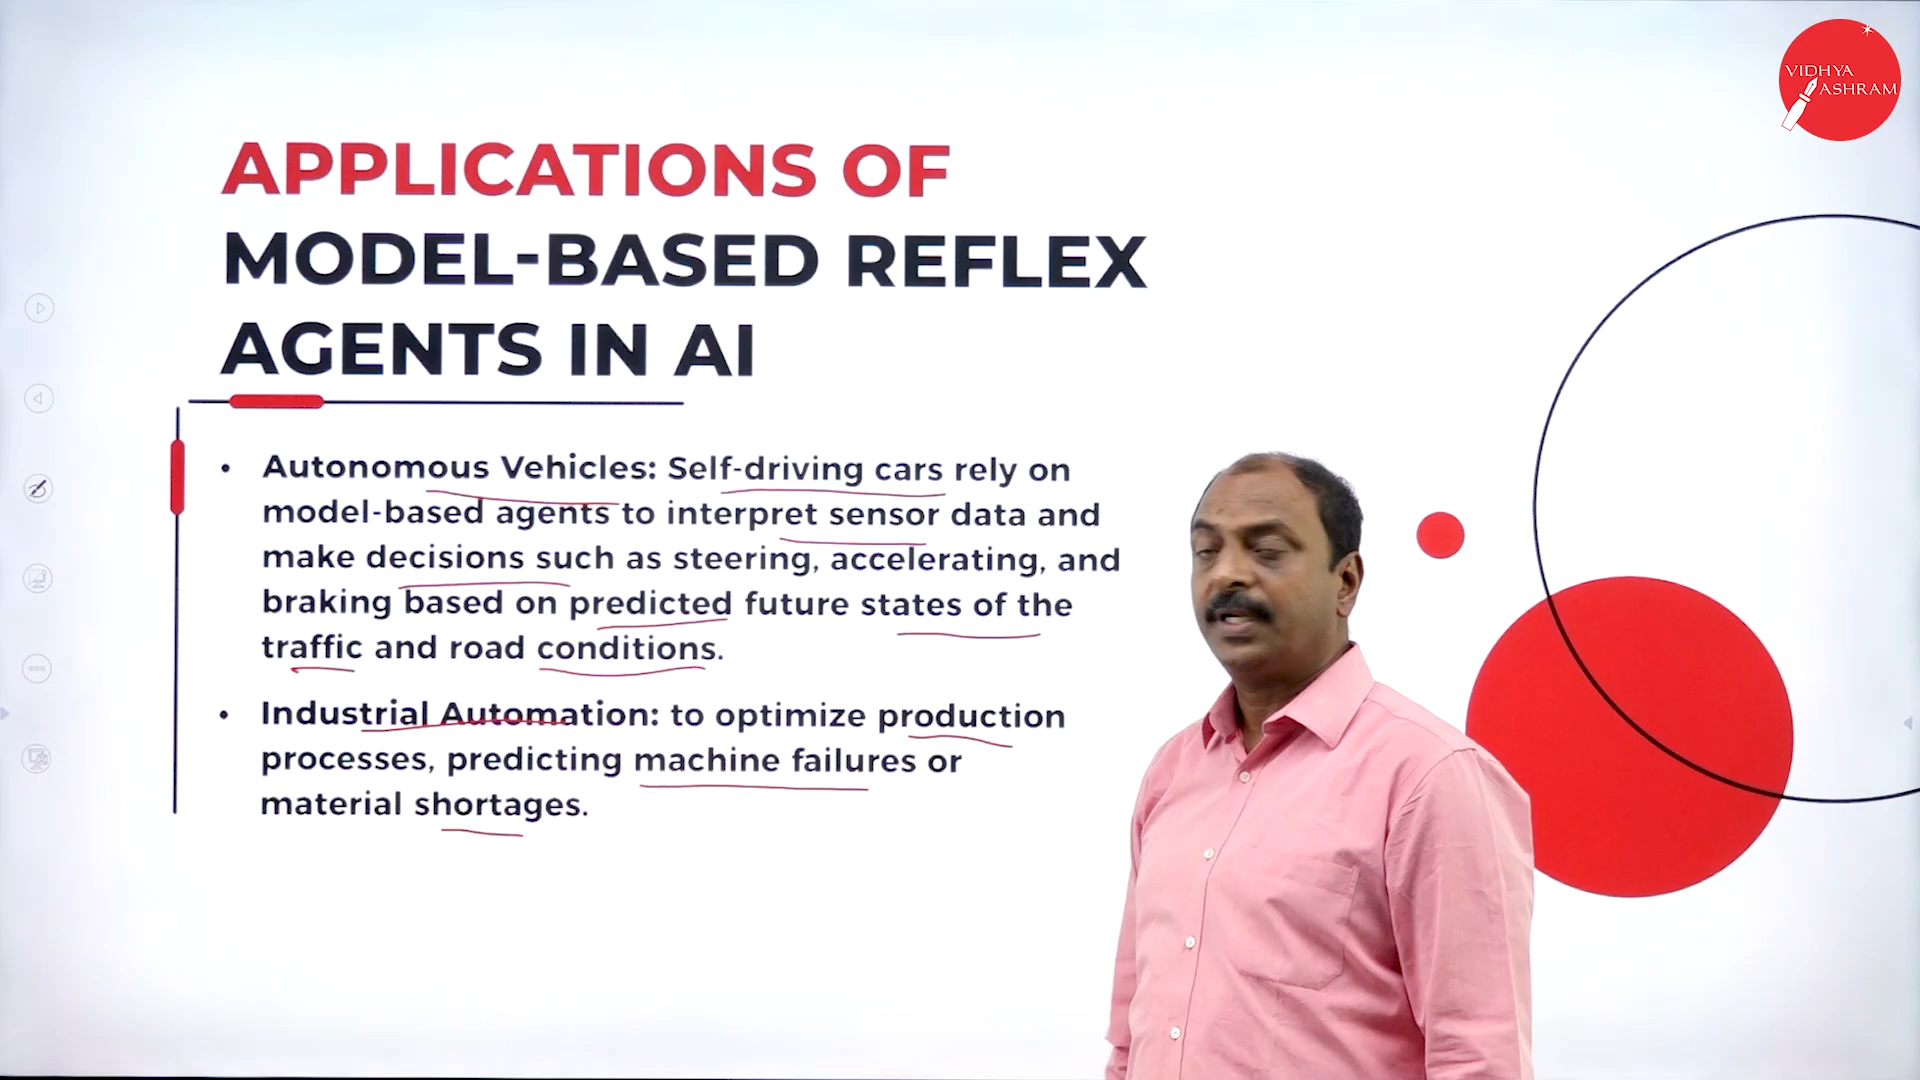 VIDHYA
ASHRAM
APPLICATIONS OF
MODEL-BASED REFLEX
AGENTS IN AI
• Autonomous Vehicles: Self-driving cars rely on
model-based agents to interpret sensor data and
make decisions such as steering, accelerating, and
braking based on predicted future states of the
traffic and road conditions.
• Industrial Automation: to optimize production
processes, predicting machine failures or
material shortages.